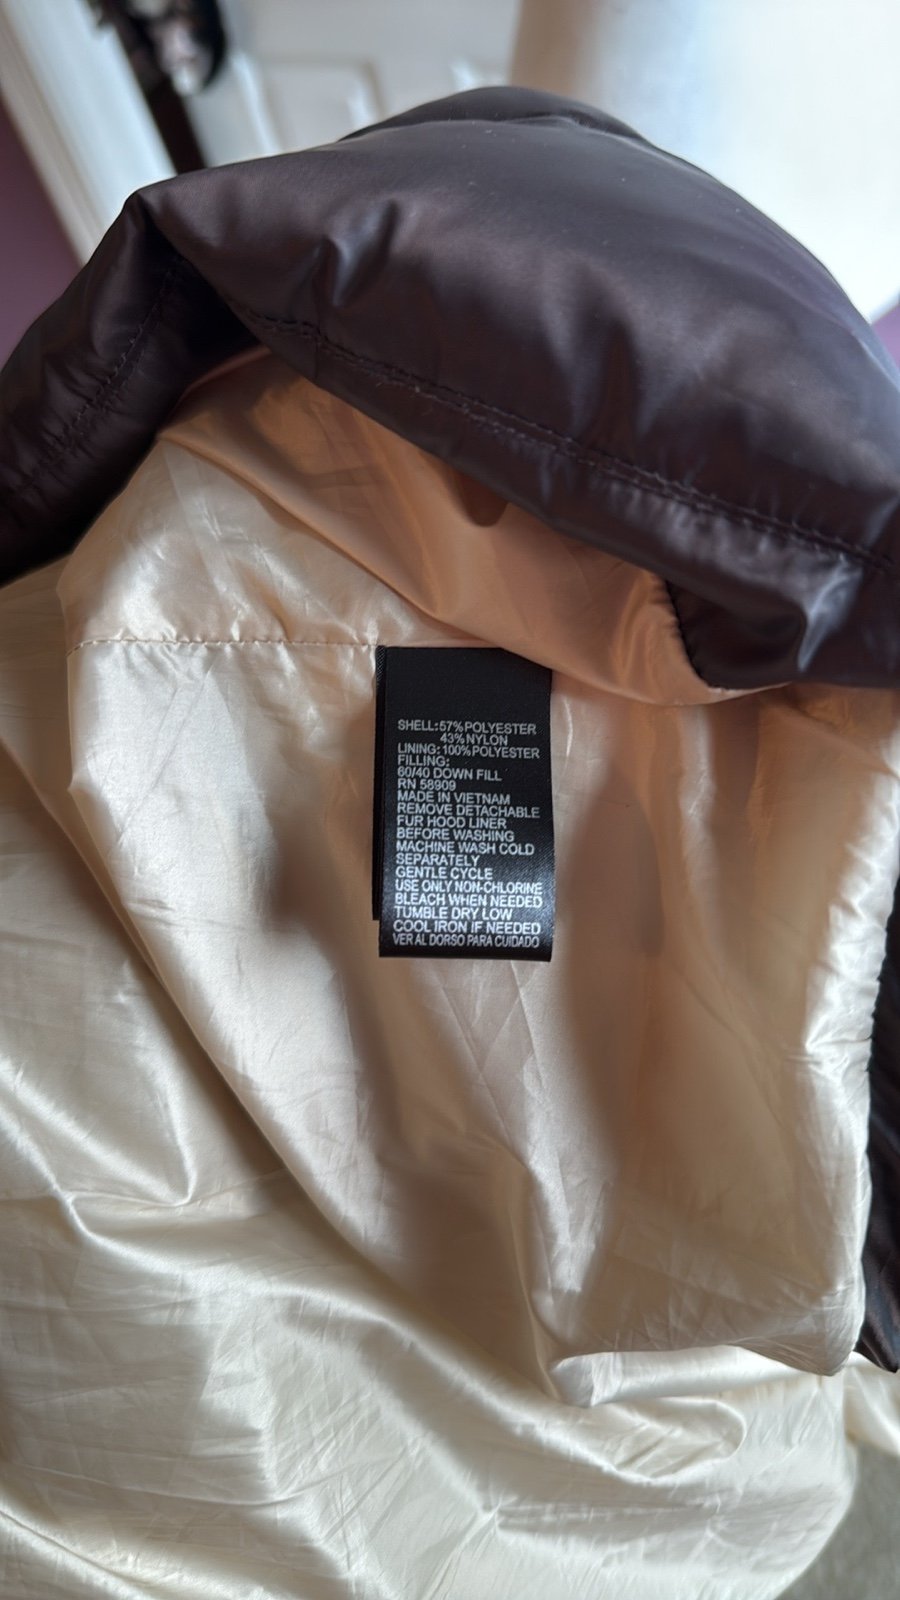 SHELL:57%POLYESTER
43%NYLON
LINING:100%POLYESTER
FILLING:
60/40 DOWN FILL
RN 58909
MADE IN VIETNAM
REMOVE DETACHABLE
FUR HOOD LINER
BEFORE WASHING
MACHINE WASH COLD
SEPARATELY
GENTLE CYCLE
USE ONLY NON-CHLORINE
BLEACH WHEN NEEDED
TUMBLE DRY LOW
COOL IRON IF NEEDED
VER AL DORSO PARA CUIDADO